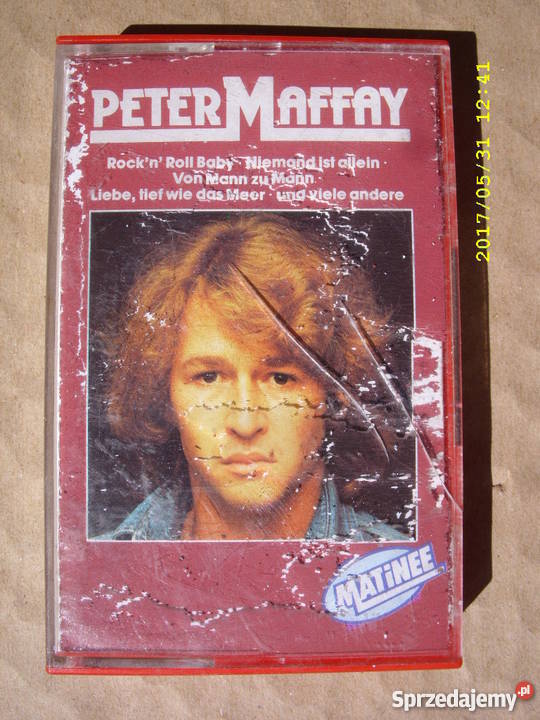 PETER MAFFAY
Rock'n' Roll Baby · Niemand ist allein ·
Von Mann zu Mann ·
Liebe, tief wie das Meer · und viele andere
MATiNEE
2017/05/31 12:41
Sprzedajemy.pl